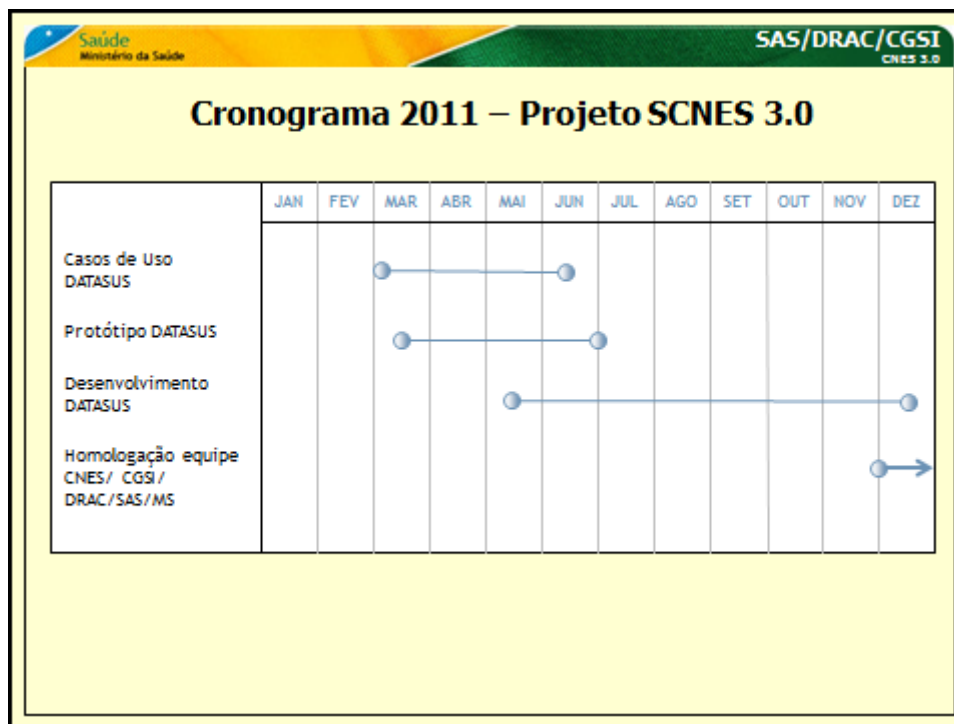 Saúde
Ministério da Saúde
SAS/DRAC/CGSI
CNES 3.0
Cronograma 2011 – Projeto SCNES 3.0
JAN FEV MAR ABR MAI JUN JUL AGO SET OUT NOV DEZ
Casos de Uso
DATASUS
Protótipo DATASUS
Desenvolvimento
DATASUS
Homologação equipe
CNES/ CGSI/
DRAC/SAS/MS